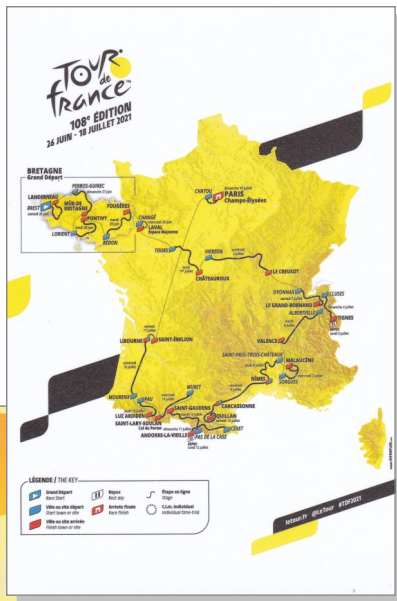 TOUR
de
france
108e ÉDITION
26 JUIN - 18 JUILLET 2021
BRETAGNE
Grand Départ
PERROS-GUIREC
LANDERNEAU
BREST
MÛR-DE-
BRETAGNE
FOUGÈRES
PONTIVY
LORIENT
REDON
CHANGÉ
LAVAL
Espace Mayenne
CHATOU
PARIS
Champs-Élysées
TOURS
VIERZON
CHÂTEAUROUX
LE CREUSOT
OYONNAX
CLUSES
LE GRAND-BORNAND
ALBERTVILLE
TIGNES
VALENCE
LIBOURNE
SAINT-ÉMILION
SAINT-PAUL-TROIS-CHÂTEAUX
MALAUCÈNE
SORGUES
NÎMES
MOURENX
PAU
MURET
CARCASSONNE
SAINT-GAUDENS
LUZ ARDIDEN
QUILLAN
SAINT-LARY-SOULAN
Col du Portet
CÉRET
ANDORRE-LA-VIEILLE
PAS DE LA CASE
LÉGENDE / THE KEY
Grand Départ
Race Start
Repos
Rest day
Étape en ligne
Stage
Ville ou site départ
Start town or site
Arrivée finale
Race finish
C.l.m. individuel
Individual time-trial
Ville ou site arrivée
Finish town or site
letour.fr @LeTour #TDF2021